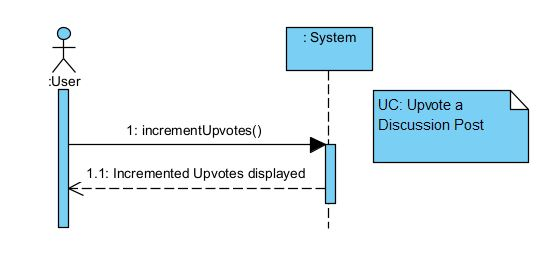 : System
:User
UC: Upvote a
Discussion Post
1: incrementUpvotes()
1.1: Incremented Upvotes displayed